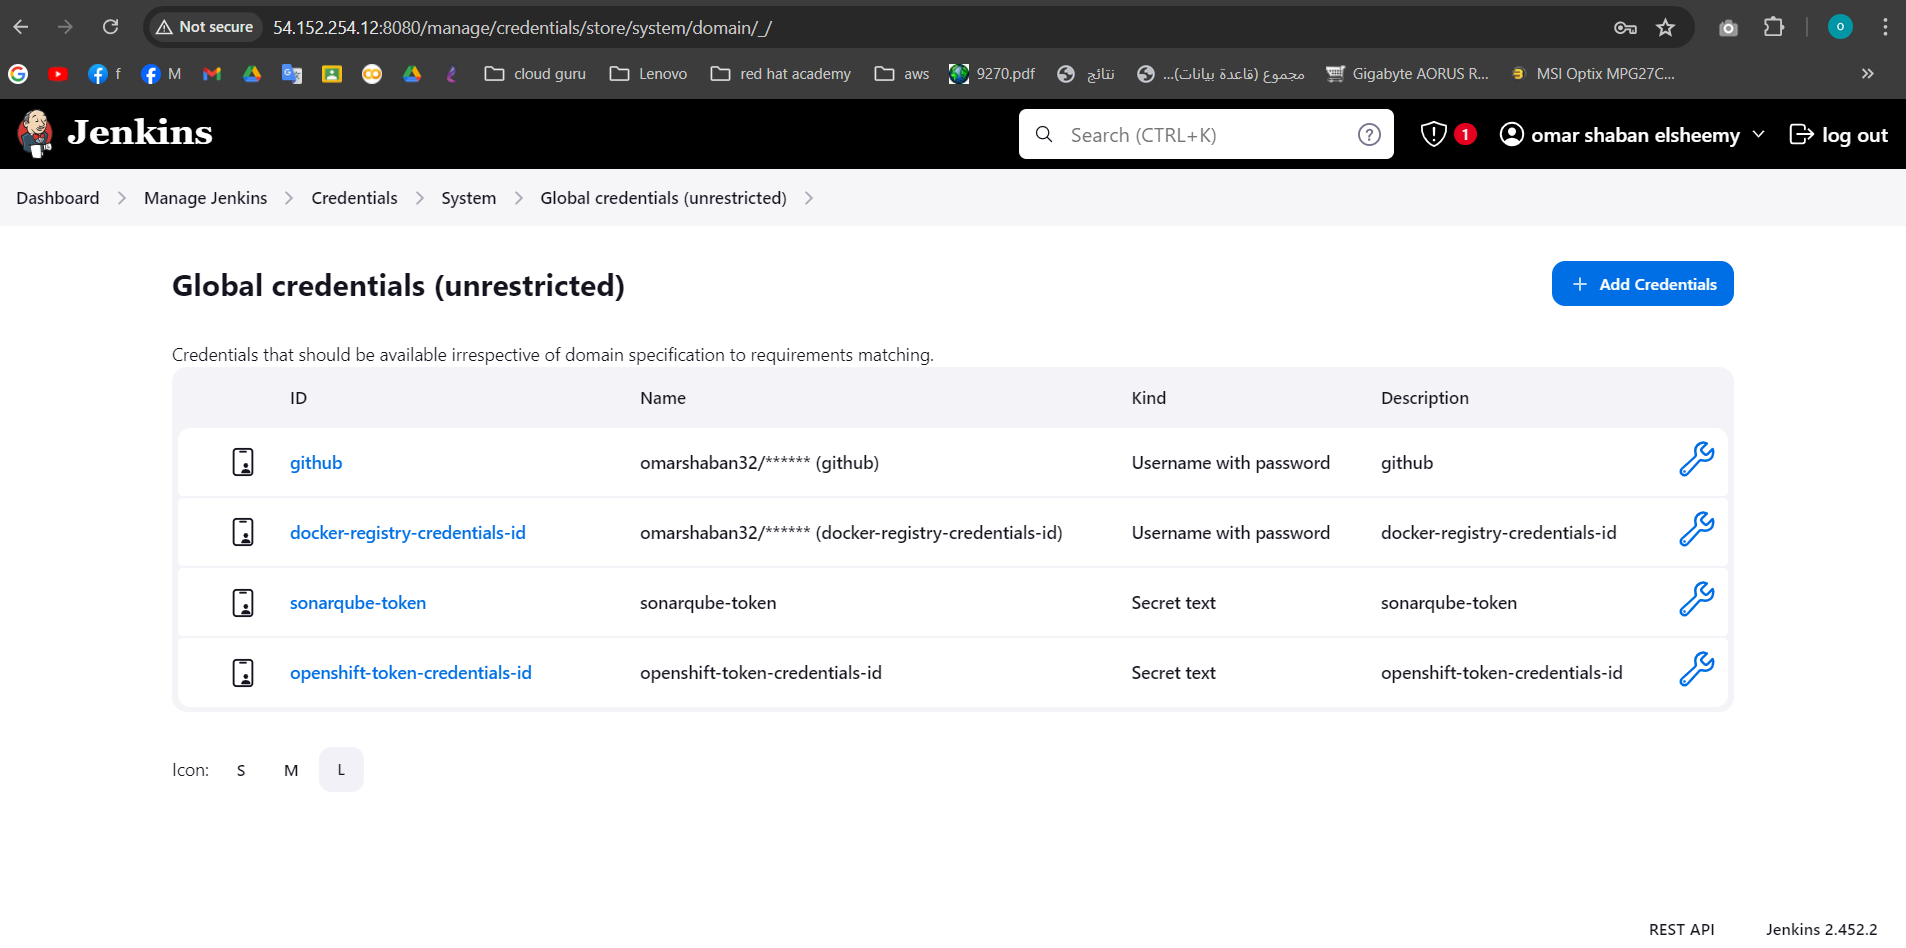 Not secure 54.152.254.12:8080/manage/credentials/store/system/domain/_/ o
f M cloud guru Lenovo red hat academy aws 9270.pdf نتائج مجموع (قاعدة بيانات)... Gigabyte AORUS R... MSI Optix MPG27C... »
Jenkins Search (CTRL+K) ? 1 omar shaban elsheemy log out
Dashboard Manage Jenkins Credentials System Global credentials (unrestricted)
Global credentials (unrestricted) + Add Credentials
Credentials that should be available irrespective of domain specification to requirements matching.
ID Name Kind Description
github omarshaban32/****** (github) Username with password github
docker-registry-credentials-id omarshaban32/****** (docker-registry-credentials-id) Username with password docker-registry-credentials-id
sonarqube-token sonarqube-token Secret text sonarqube-token
openshift-token-credentials-id openshift-token-credentials-id Secret text openshift-token-credentials-id
Icon: S M L
REST API Jenkins 2.452.2